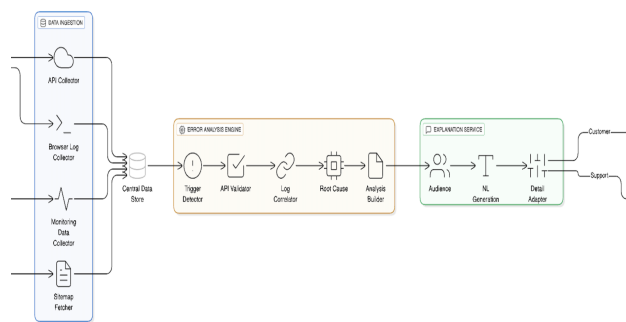 DATA INGESTION
API Collector
Browser Log
Collector
Monitoring
Data
Collector
Sitemap
Fetcher
Central Data
Store
ERROR ANALYSIS ENGINE
Trigger
Detector
API Validator
Log
Correlator
Root Cause
Analysis
Builder
EXPLANATION SERVICE
Audience
NL
Generation
Detail
Adapter
Customer
Support